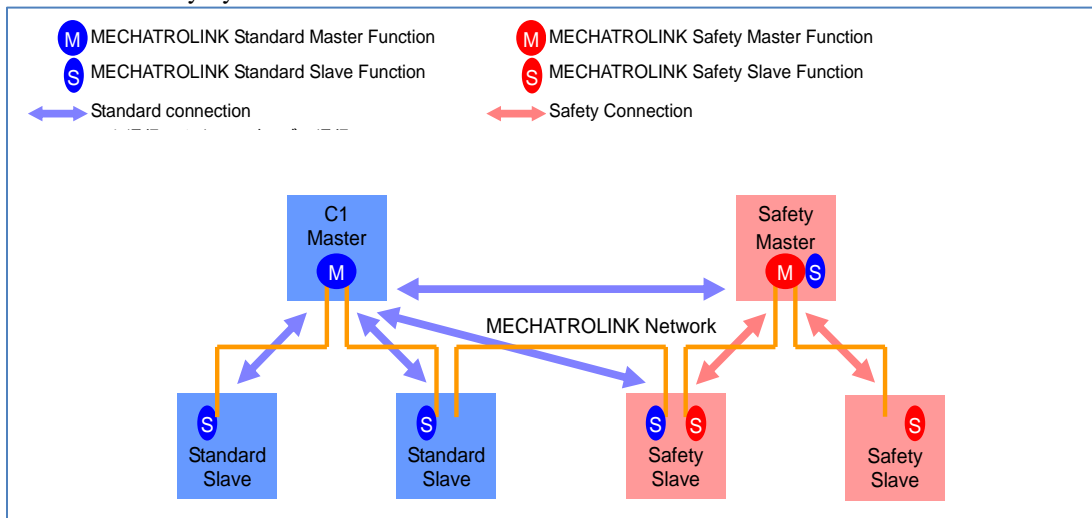 M MECHATROLINK Standard Master Function
M MECHATROLINK Safety Master Function
S MECHATROLINK Standard Slave Function
S MECHATROLINK Safety Slave Function
Standard connection
Safety Connection
C1
Master
M
Safety
Master
M S
MECHATROLINK Network
S
Standard
Slave
S
Standard
Slave
S S
Safety
Slave
S
Safety
Slave